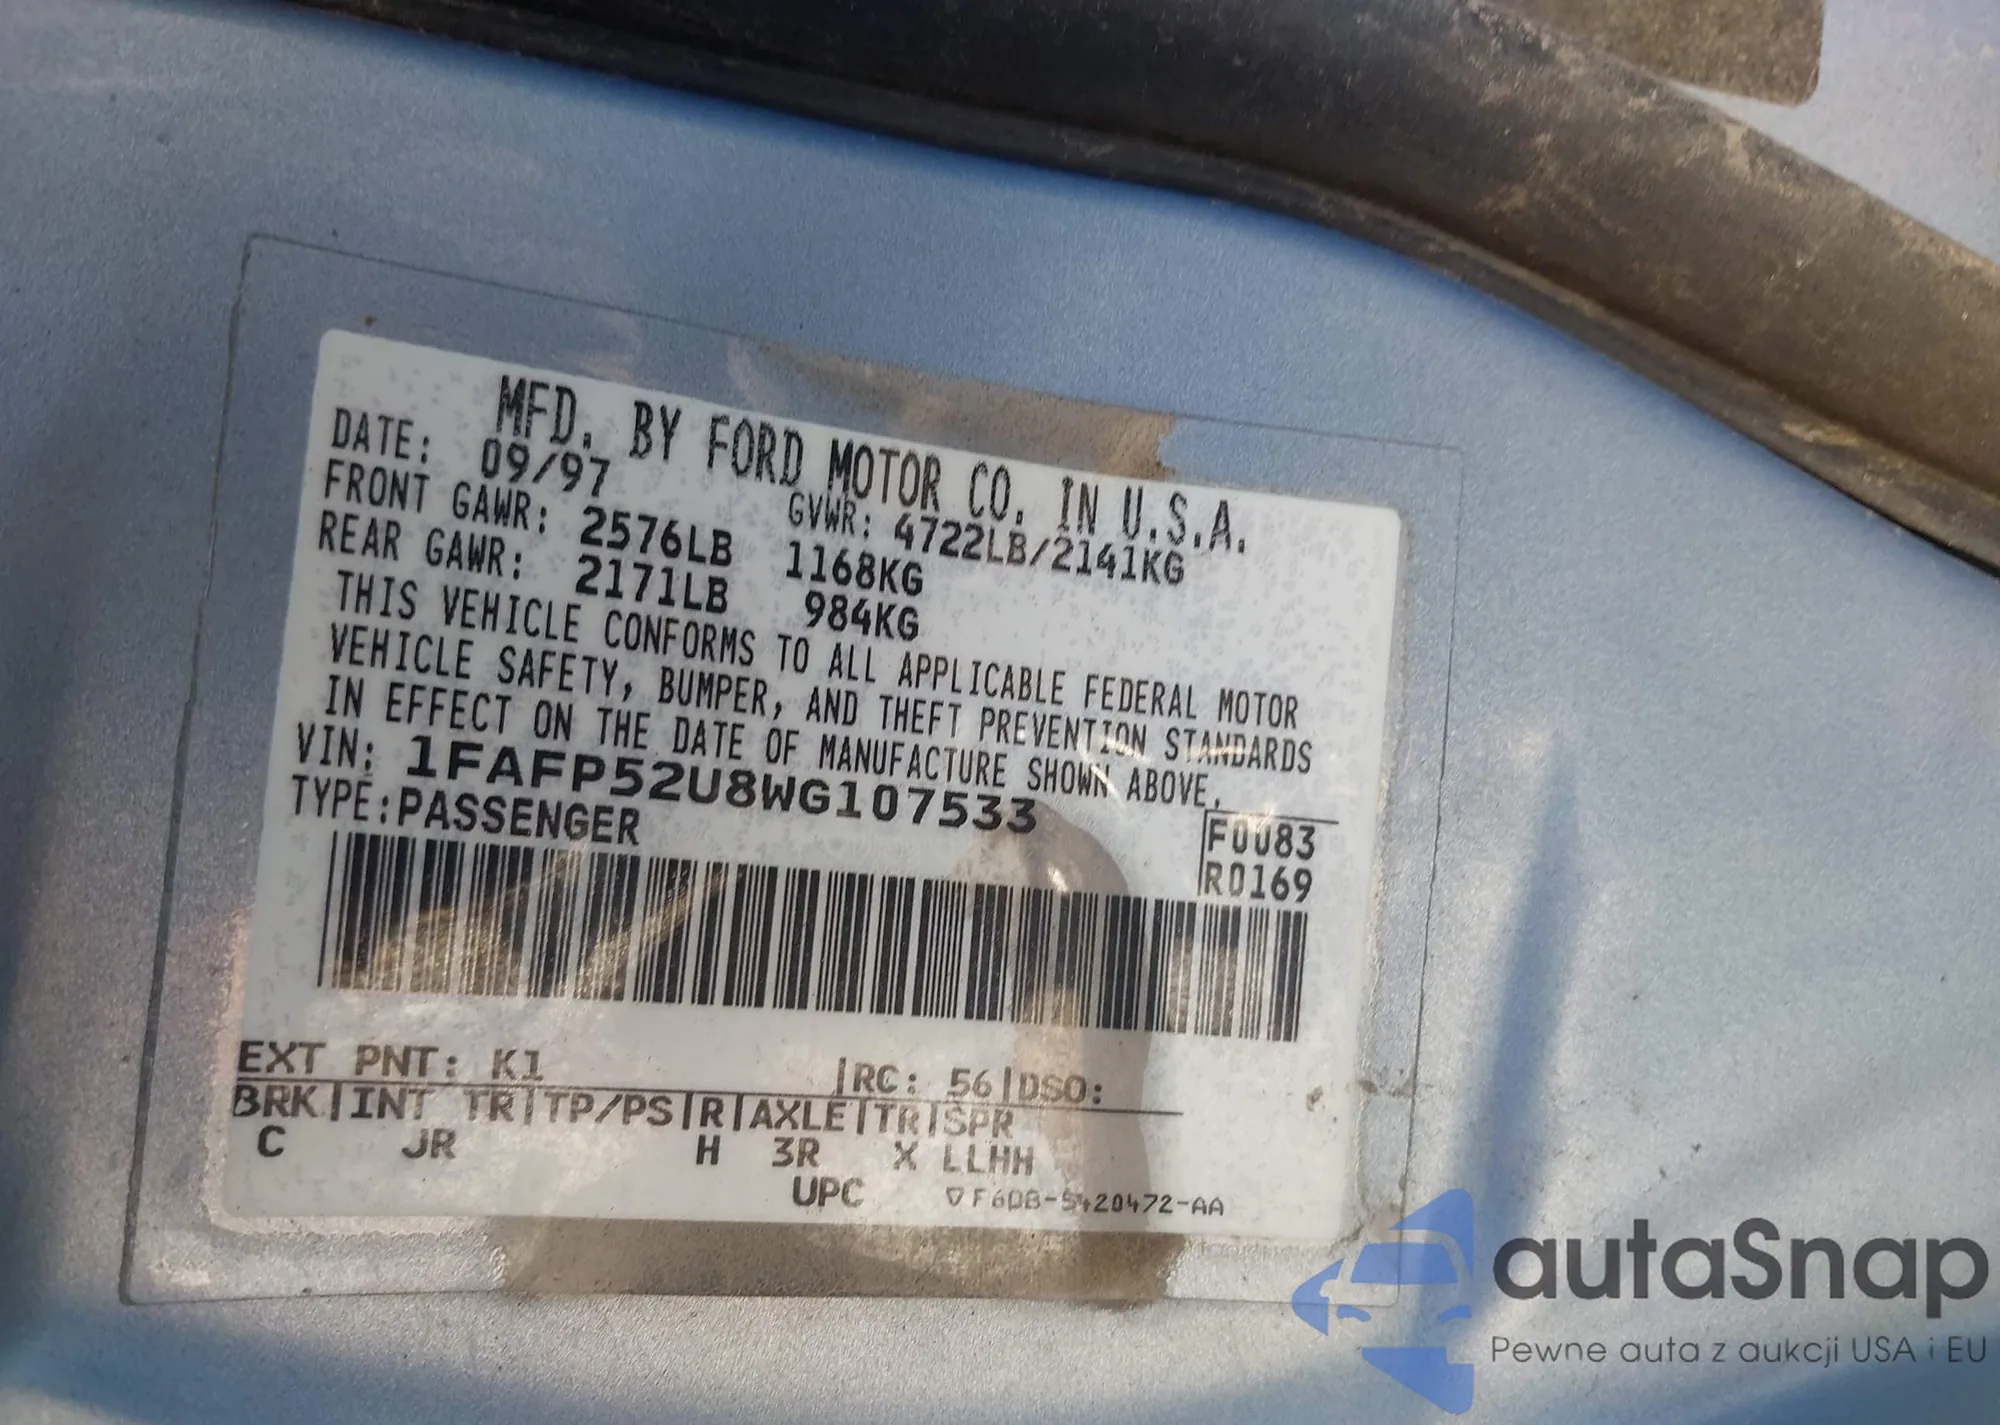 MFD. BY FORD MOTOR CO. IN U.S.A.
DATE: 09/97 GVWR: 4722LB/2141KG
FRONT GAWR: 2576LB 1168KG
REAR GAWR: 2171LB 984KG
THIS VEHICLE CONFORMS TO ALL APPLICABLE FEDERAL MOTOR
VEHICLE SAFETY, BUMPER, AND THEFT PREVENTION STANDARDS
IN EFFECT ON THE DATE OF MANUFACTURE SHOWN ABOVE.
VIN: 1FAFP52U8WG107533
TYPE: PASSENGER
F0083
R0169
EXT PNT: K1 |RC: 56|DSO:
BRK|INT TR|TP/PS|R|AXLE|TR|SPR
C JR H 3R X LLHH
UPC ▽F6DB-5420472-AA
autaSnap
Pewne auta z aukcji USA i EU